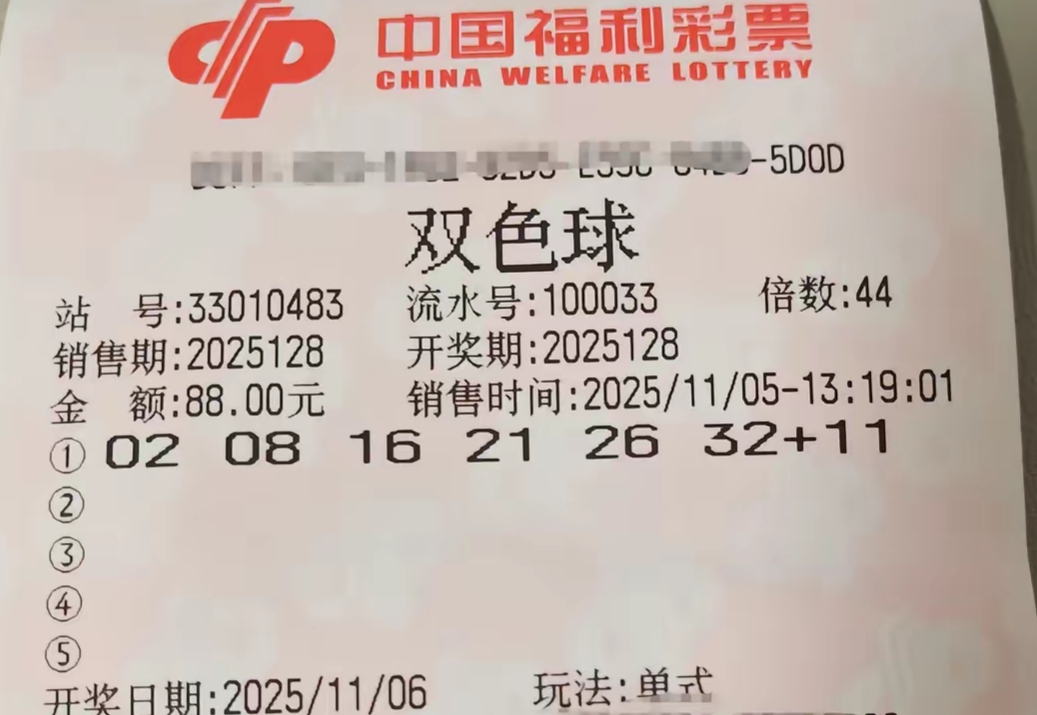 中国福利彩票
CHINA WELFARE LOTTERY
-5D0D
双色球
站 号:33010483 流水号:100033 倍数:44
销售期:2025128 开奖期:2025128
金 额:88.00元 销售时间:2025/11/05-13:19:01
① 02 08 16 21 26 32+11
②
③
④
⑤
开奖日期:2025/11/06 玩法:单式